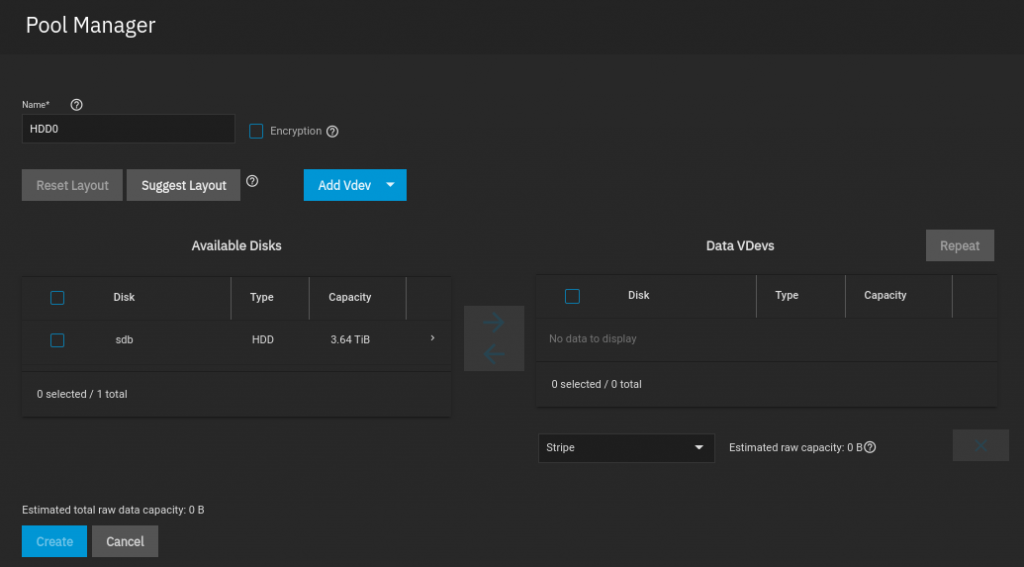 Pool Manager
Name*
HDD0
Encryption
Reset Layout
Suggest Layout
Add Vdev
Available Disks
Disk Type Capacity
sdb HDD 3.64 TiB
0 selected / 1 total
Data VDevs
Repeat
Disk Type Capacity
No data to display
0 selected / 0 total
Stripe
Estimated raw capacity: 0 B
Estimated total raw data capacity: 0 B
Create
Cancel